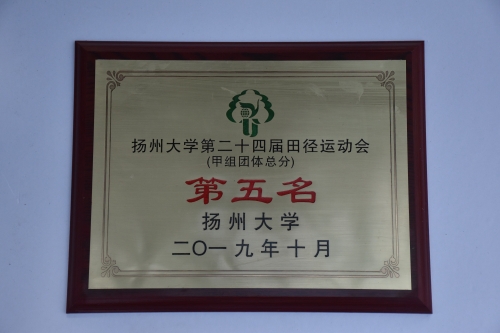 扬州大学第二十四届田径运动会
(甲组团体总分)
第五名
扬州大学
二〇一九年十月